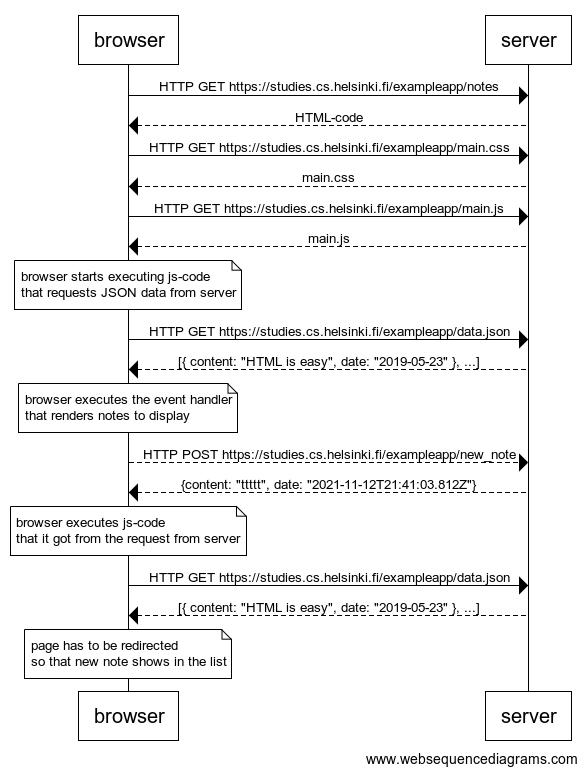 browser
server
HTTP GET https://studies.cs.helsinki.fi/exampleapp/notes
HTML-code
HTTP GET https://studies.cs.helsinki.fi/exampleapp/main.css
main.css
HTTP GET https://studies.cs.helsinki.fi/exampleapp/main.js
main.js
browser starts executing js-code
that requests JSON data from server
HTTP GET https://studies.cs.helsinki.fi/exampleapp/data.json
[{ content: "HTML is easy", date: "2019-05-23" }, ...]
browser executes the event handler
that renders notes to display
HTTP POST https://studies.cs.helsinki.fi/exampleapp/new_note
{content: "ttttt", date: "2021-11-12T21:41:03.812Z"}
browser executes js-code
that it got from the request from server
HTTP GET https://studies.cs.helsinki.fi/exampleapp/data.json
[{ content: "HTML is easy", date: "2019-05-23" }, ...]
page has to be redirected
so that new note shows in the list
browser
server
www.websequencediagrams.com